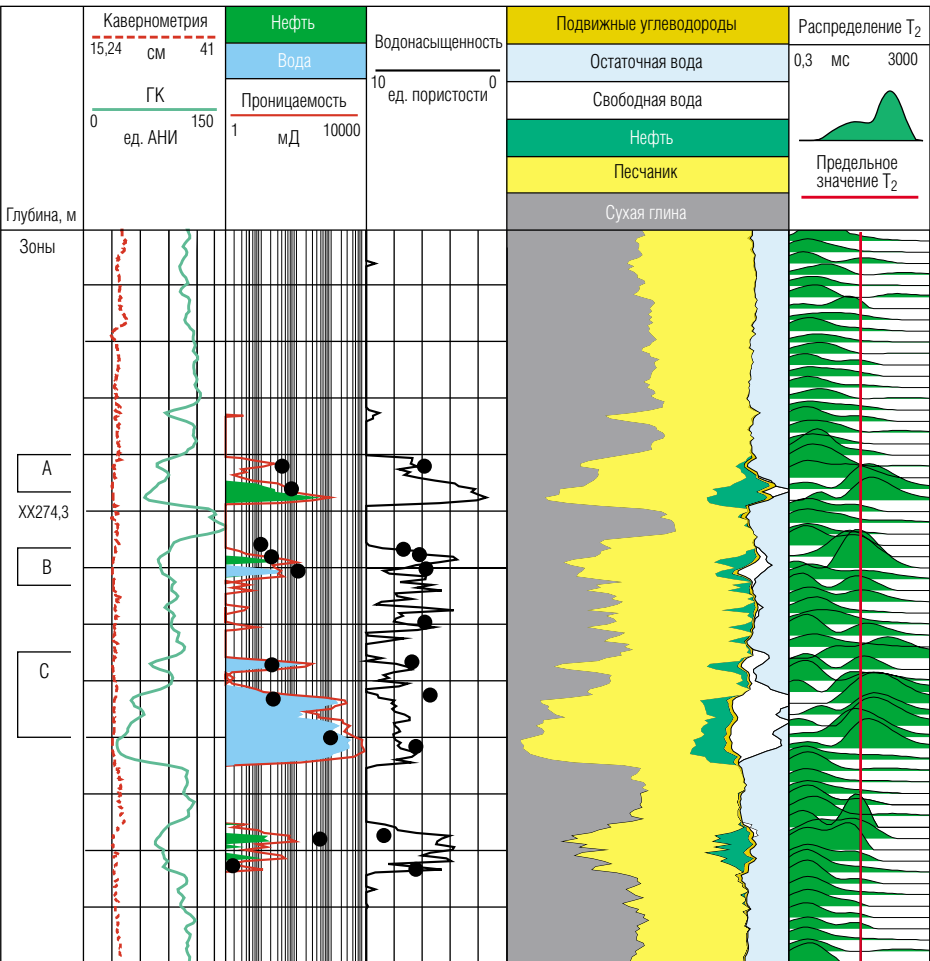 Глубина, м
Зоны
A
XX274,3
B
C
Кавернометрия
15,24 см 41
ГК
0 150
ед. АНИ
Нефть
Вода
Проницаемость
1 мД 10000
Водонасыщенность
10 0
ед. пористости
Подвижные углеводороды
Остаточная вода
Свободная вода
Нефть
Песчаник
Сухая глина
Распределение T2
0,3 мс 3000
Предельное
значение T2